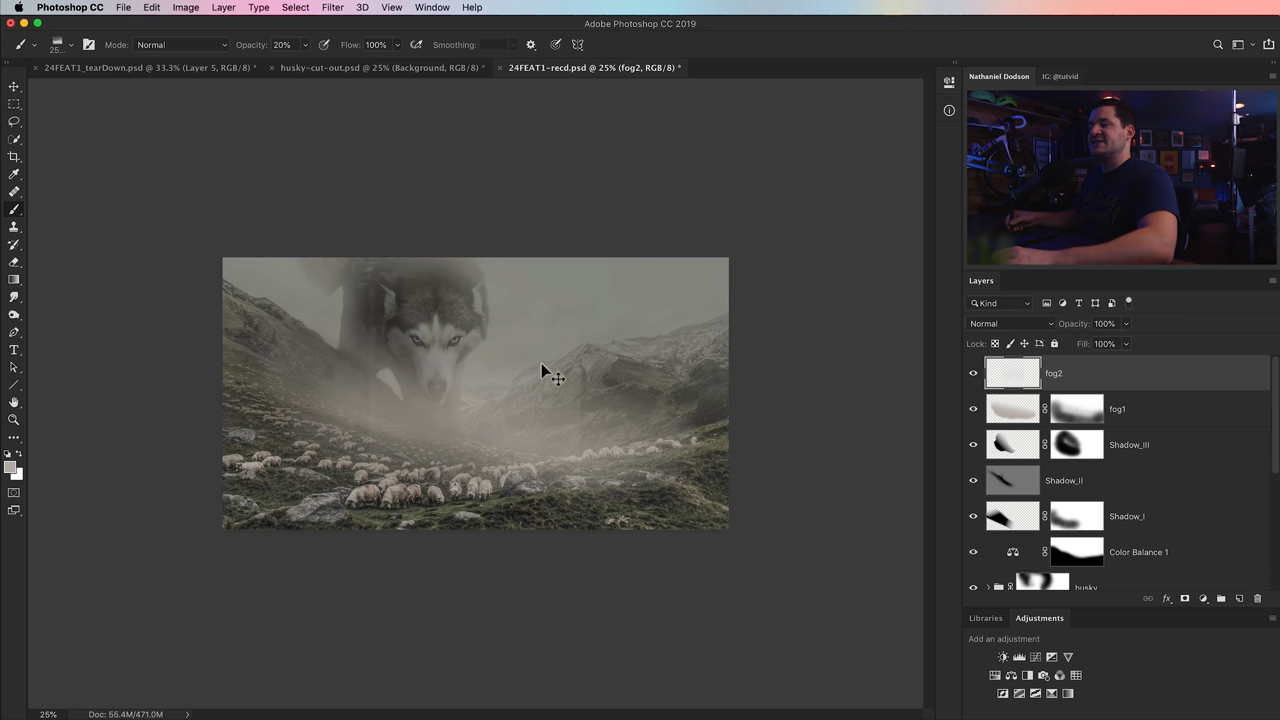 Photoshop CC File Edit Image Layer Type Select Filter 3D View Window Help
Adobe Photoshop CC 2019
25... Mode: Normal Opacity: 20% Flow: 100% Smoothing:
24FEAT1_tearDown.psd @ 33.3% (Layer 5, RGB/8) * husky-cut-out.psd @ 25% (Background, RGB/8) * 24FEAT1-recd.psd @ 25% (fog2, RGB/8) *
Nathaniel Dodson IG: @tutvid
Layers
Kind
Normal Opacity: 100%
Lock: Fill: 100%
fog2
fog1
Shadow_III
Shadow_II
Shadow_I
Color Balance 1
husky
fx
Libraries Adjustments
Add an adjustment
25% Doc: 55.4M/471.0M